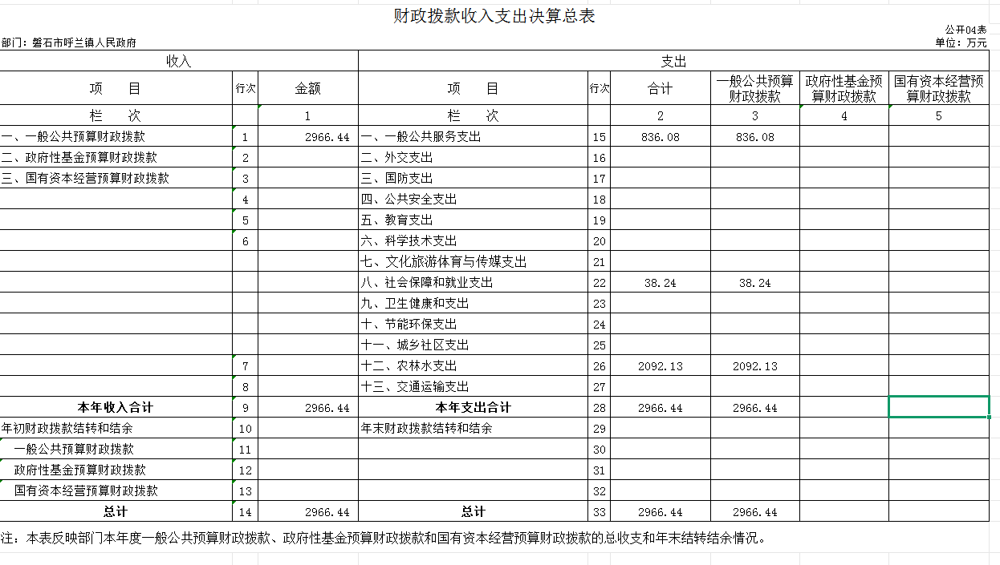 财政拨款收入支出决算总表
公开04表
部门：磐石市呼兰镇人民政府 单位：万元
收入 支出
项 目 行次 金额 项 目 行次 合计 一般公共预算财政拨款 政府性基金预算财政拨款 国有资本经营预算财政拨款
栏 次 1 栏 次 2 3 4 5
一、一般公共预算财政拨款 1 2966.44 一、一般公共服务支出 15 836.08 836.08
二、政府性基金预算财政拨款 2 二、外交支出 16
三、国有资本经营预算财政拨款 3 三、国防支出 17
4 四、公共安全支出 18
5 五、教育支出 19
6 六、科学技术支出 20
七、文化旅游体育与传媒支出 21
八、社会保障和就业支出 22 38.24 38.24
九、卫生健康和支出 23
十、节能环保支出 24
十一、城乡社区支出 25
7 十二、农林水支出 26 2092.13 2092.13
8 十三、交通运输支出 27
本年收入合计 9 2966.44 本年支出合计 28 2966.44 2966.44
年初财政拨款结转和结余 10 年末财政拨款结转和结余 29
一般公共预算财政拨款 11 30
政府性基金预算财政拨款 12 31
国有资本经营预算财政拨款 13 32
总计 14 2966.44 总计 33 2966.44 2966.44
注：本表反映部门本年度一般公共预算财政拨款、政府性基金预算财政拨款和国有资本经营预算财政拨款的总收支和年末结转结余情况。